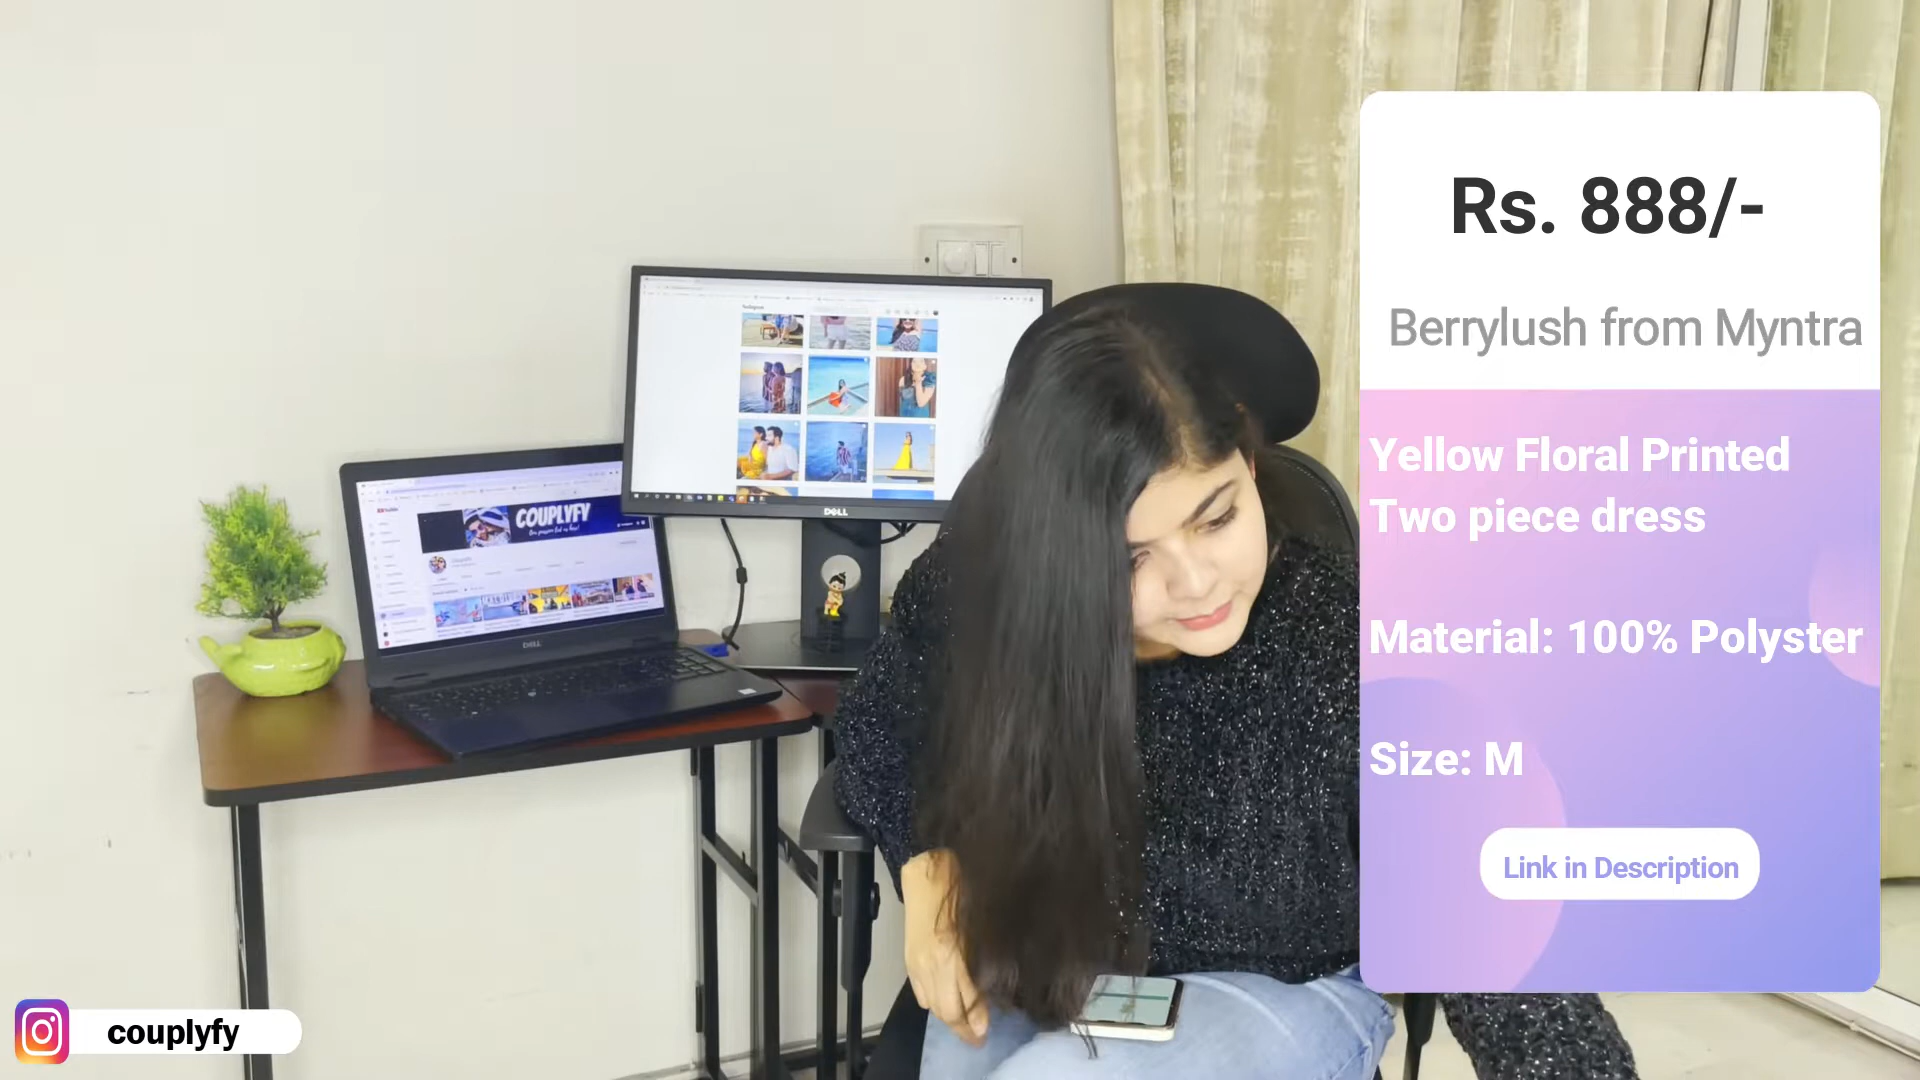 Rs. 888/-
Berrylush from Myntra
Yellow Floral Printed
Two piece dress
Material: 100% Polyster
Size: M
Link in Description
COUPLYFY
DELL
DELL
couplyfy